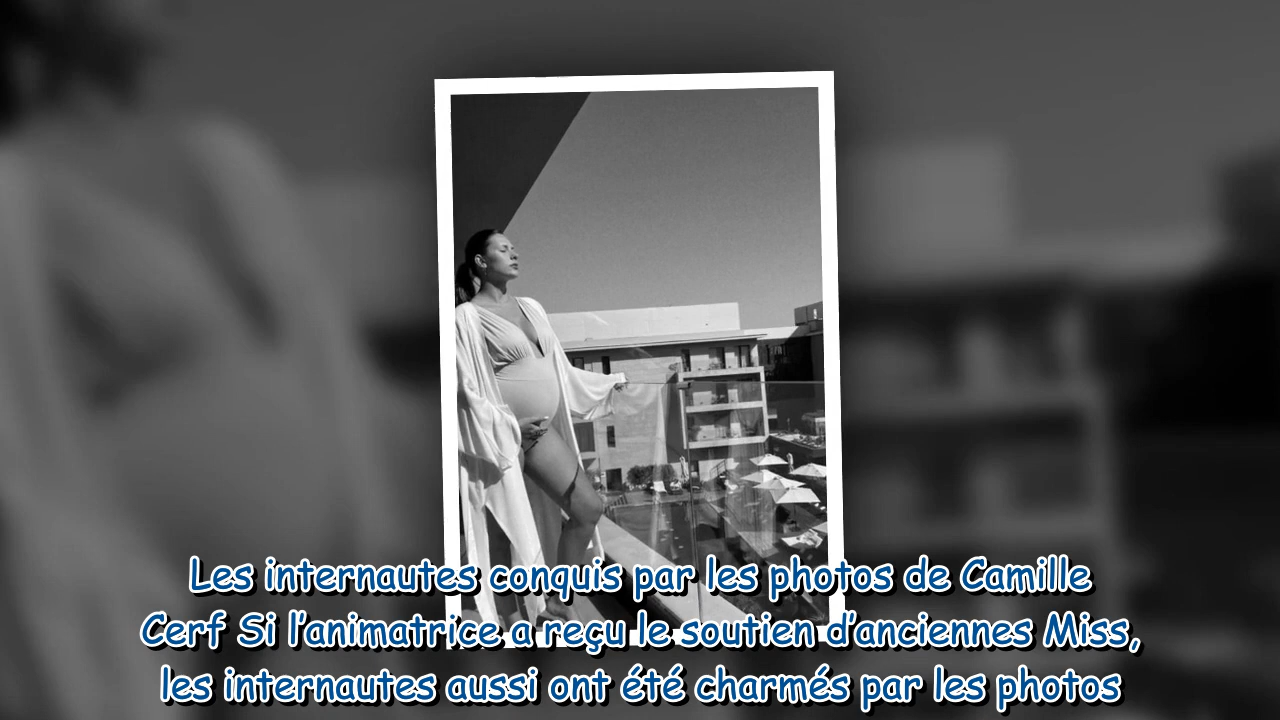 Les internautes conquis par les photos de Camille
Cerf Si l'animatrice a reçu le soutien d'anciennes Miss,
les internautes aussi ont été charmés par les photos